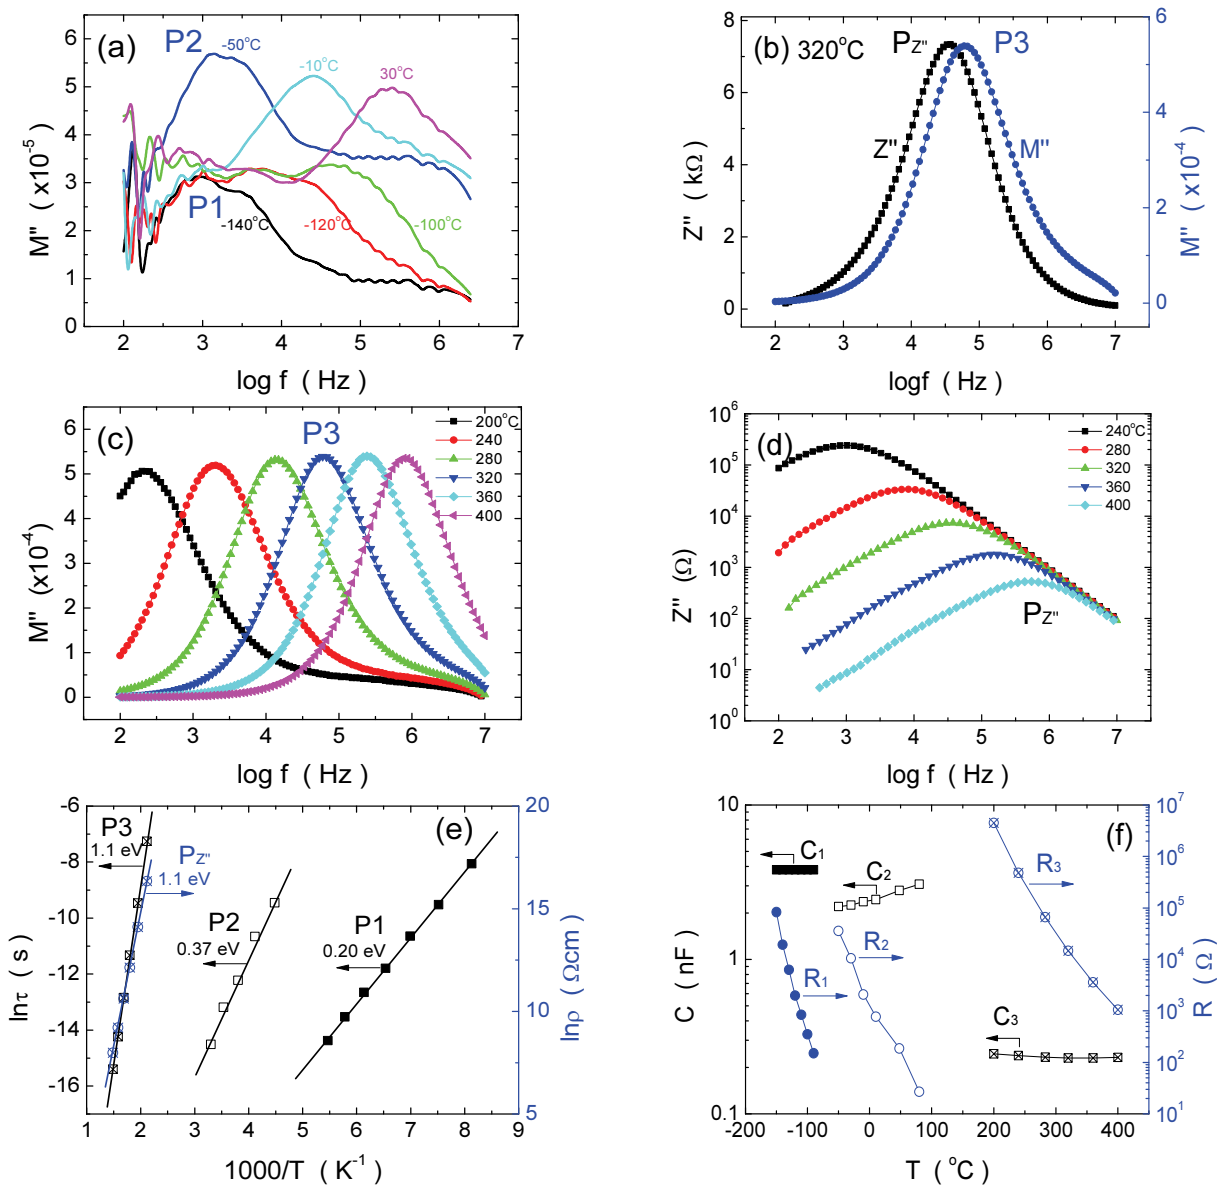 (a)
P2
-50°C
-10°C
30°C
P1
-140°C
-120°C
-100°C
M" ( x10⁻⁵ )
6
5
4
3
2
1
0
2 3 4 5 6 7
log f ( Hz )
(b) 320°C
P_Z"
P3
Z"
M"
Z" ( kΩ )
8
6
4
2
0
M" ( x10⁻⁴ )
6
4
2
0
2 3 4 5 6 7
logf ( Hz )
(c)
P3
200°C
240
280
320
360
400
M" (x10⁻⁴)
6
5
4
3
2
1
0
2 3 4 5 6 7
log f ( Hz )
(d)
240°C
280
320
360
400
P_Z"
Z" (Ω)
10⁶
10⁵
10⁴
10³
10²
10¹
10⁰
2 3 4 5 6 7
log f ( Hz )
(e)
P3
1.1 eV
P_Z"
1.1 eV
P2
0.37 eV
P1
0.20 eV
lnτ ( s )
-6
-8
-10
-12
-14
-16
lnρ ( Ωcm )
20
15
10
5
1 2 3 4 5 6 7 8 9
1000/T ( K⁻¹ )
(f)
C₁
C₂
R₃
R₂
R₁
C₃
C ( nF )
10
1
0.1
R ( Ω )
10⁷
10⁶
10⁵
10⁴
10³
10²
10¹
-200 -100 0 100 200 300 400
T ( °C )